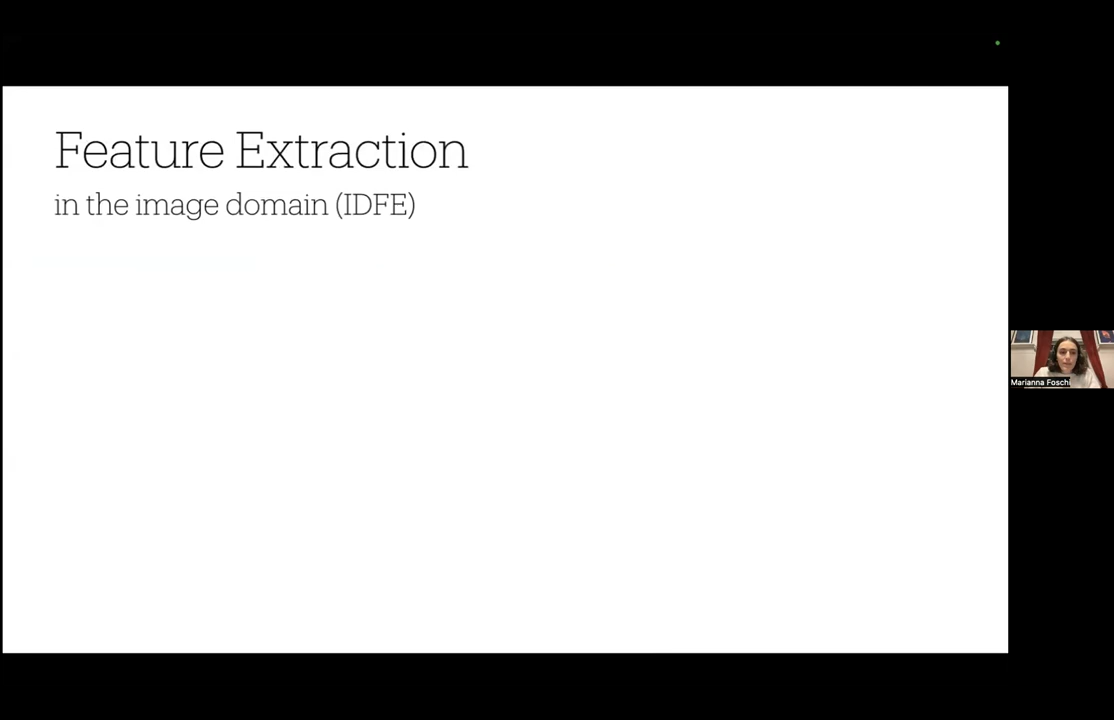 Feature Extraction
in the image domain (IDFE)
Marianna Foschi